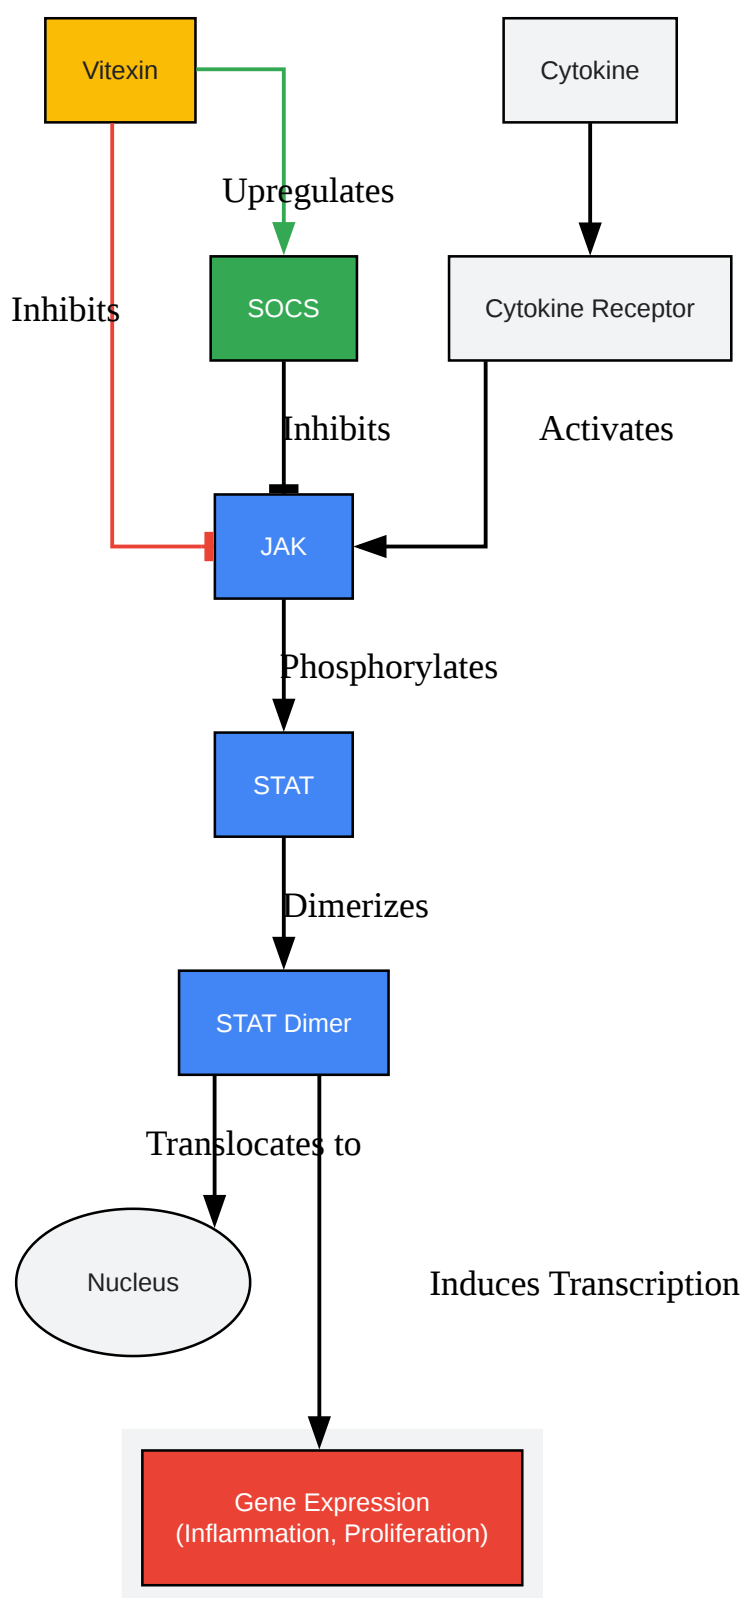 Vitexin
Cytokine
Upregulates
Inhibits
SOCS
Cytokine Receptor
Inhibits
Activates
JAK
Phosphorylates
STAT
Dimerizes
STAT Dimer
Translocates to
Nucleus
Induces Transcription
Gene Expression
(Inflammation, Proliferation)